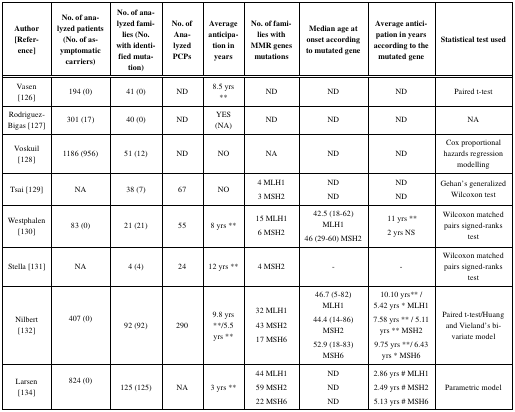 Author [Reference]
No. of analyzed patients (No. of asymptomatic carriers)
No. of analyzed families (No. with identified mutation)
No. of Analyzed PCPs
Average anticipation in years
No. of families with MMR genes mutations
Median age at onset according to mutated gene
Average anticipation in years according to the mutated gene
Statistical test used
Vasen [126]
194 (0)
41 (0)
ND
8.5 yrs **
ND
ND
ND
Paired t-test
Rodriguez-Bigas [127]
301 (17)
40 (0)
ND
YES (NA)
ND
ND
ND
NA
Voskuil [128]
1186 (956)
51 (12)
ND
NO
NA
ND
ND
Cox proportional hazards regression modelling
Tsai [129]
NA
38 (7)
67
NO
4 MLH1
3 MSH2
ND
ND
ND
ND
Gehan's generalized Wilcoxon test
Westphalen [130]
83 (0)
21 (21)
55
8 yrs **
15 MLH1
6 MSH2
42.5 (18-62) MLH1
46 (29-60) MSH2
11 yrs **
2 yrs NS
Wilcoxon matched pairs signed-ranks test
Stella [131]
NA
4 (4)
24
12 yrs **
4 MSH2
-
-
Wilcoxon matched pairs signed-ranks test
Nilbert [132]
407 (0)
92 (92)
290
9.8 yrs **/5.5 yrs **
32 MLH1
43 MSH2
17 MSH6
46.7 (5-82) MLH1
44.4 (14-86) MSH2
52.9 (18-83) MSH6
10.10 yrs** / 5.42 yrs * MLH1
7.58 yrs ** / 5.11 yrs ** MSH2
9.75 yrs **/ 6.43 yrs * MSH6
Paired t-test/Huang and Vieland's bivariate model
Larsen [134]
824 (0)
125 (125)
NA
3 yrs **
44 MLH1
59 MSH2
22 MSH6
ND
ND
ND
2.86 yrs # MLH1
2.49 yrs # MSH2
5.13 yrs # MSH6
Parametric model